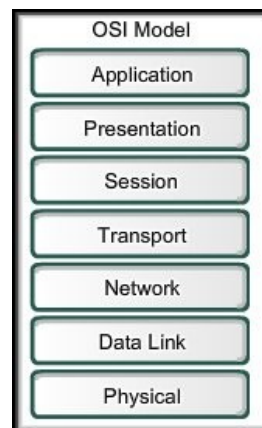 OSI Model
Application
Presentation
Session
Transport
Network
Data Link
Physical